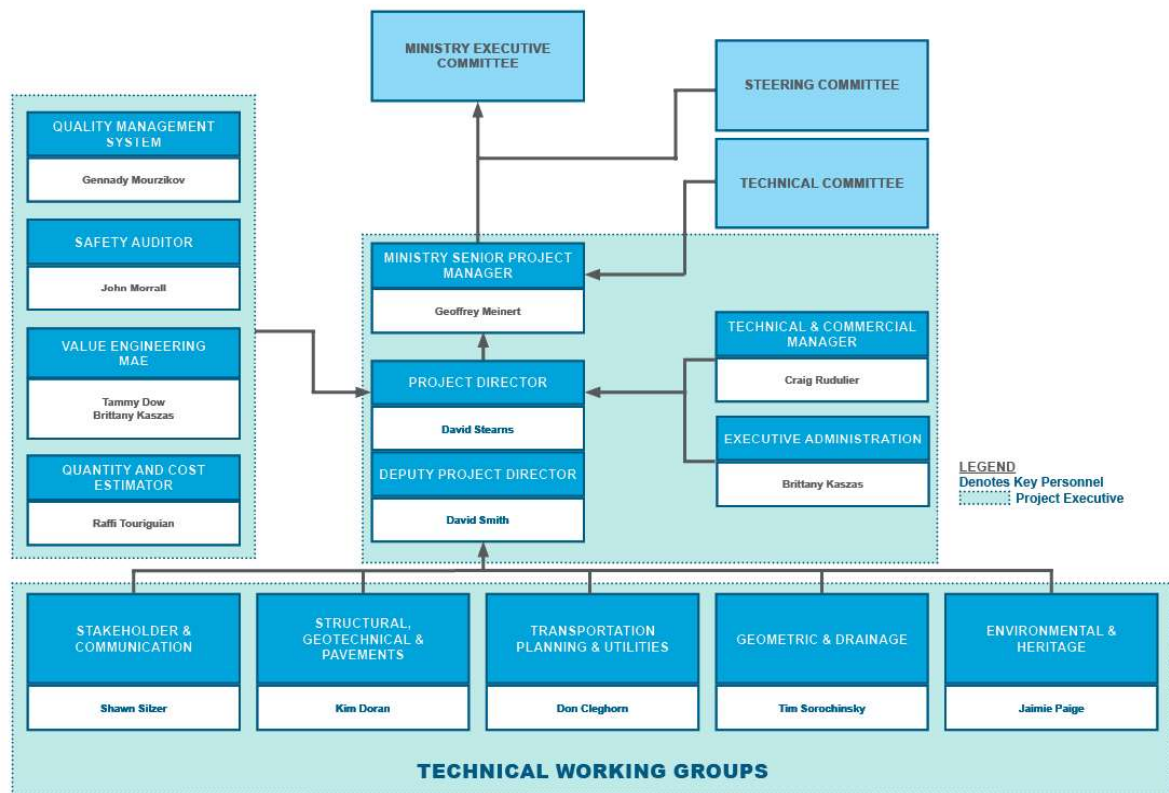 MINISTRY EXECUTIVE
COMMITTEE
STEERING COMMITTEE
TECHNICAL COMMITTEE
QUALITY MANAGEMENT
SYSTEM
Gennady Mourzikov
SAFETY AUDITOR
John Morrall
VALUE ENGINEERING
MAE
Tammy Dow
Brittany Kaszas
QUANTITY AND COST
ESTIMATOR
Raffi Touriguian
MINISTRY SENIOR PROJECT
MANAGER
Geoffrey Meinert
PROJECT DIRECTOR
David Stearns
DEPUTY PROJECT DIRECTOR
David Smith
TECHNICAL & COMMERCIAL
MANAGER
Craig Rudulier
EXECUTIVE ADMINISTRATION
Brittany Kaszas
LEGEND
Denotes Key Personnel
Project Executive
STAKEHOLDER &
COMMUNICATION
Shawn Silzer
STRUCTURAL,
GEOTECHNICAL &
PAVEMENTS
Kim Doran
TRANSPORTATION
PLANNING & UTILITIES
Don Cleghorn
GEOMETRIC & DRAINAGE
Tim Sorochinsky
ENVIRONMENTAL &
HERITAGE
Jaimie Paige
TECHNICAL WORKING GROUPS